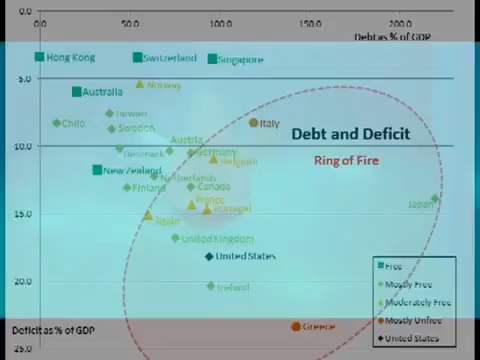 0.0
50.0
100.0
150.0
200.0
0.0
Debt as % of GDP
Hong Kong
Switzerland
Singapore
5.0
Norway
Australia
Taiwan
Chile
Sweden
Italy
Debt and Deficit
Ring of Fire
Austria
10.0
Denmark
Germany
Belgium
New Zealand
Netherlands
Finland
Canada
France
Portugal
Japan
15.0
Spain
United Kingdom
United States
20.0
Ireland
Free
Mostly Free
Moderately Free
Mostly Unfree
United States
Greece
Deficit as % of GDP
25.0